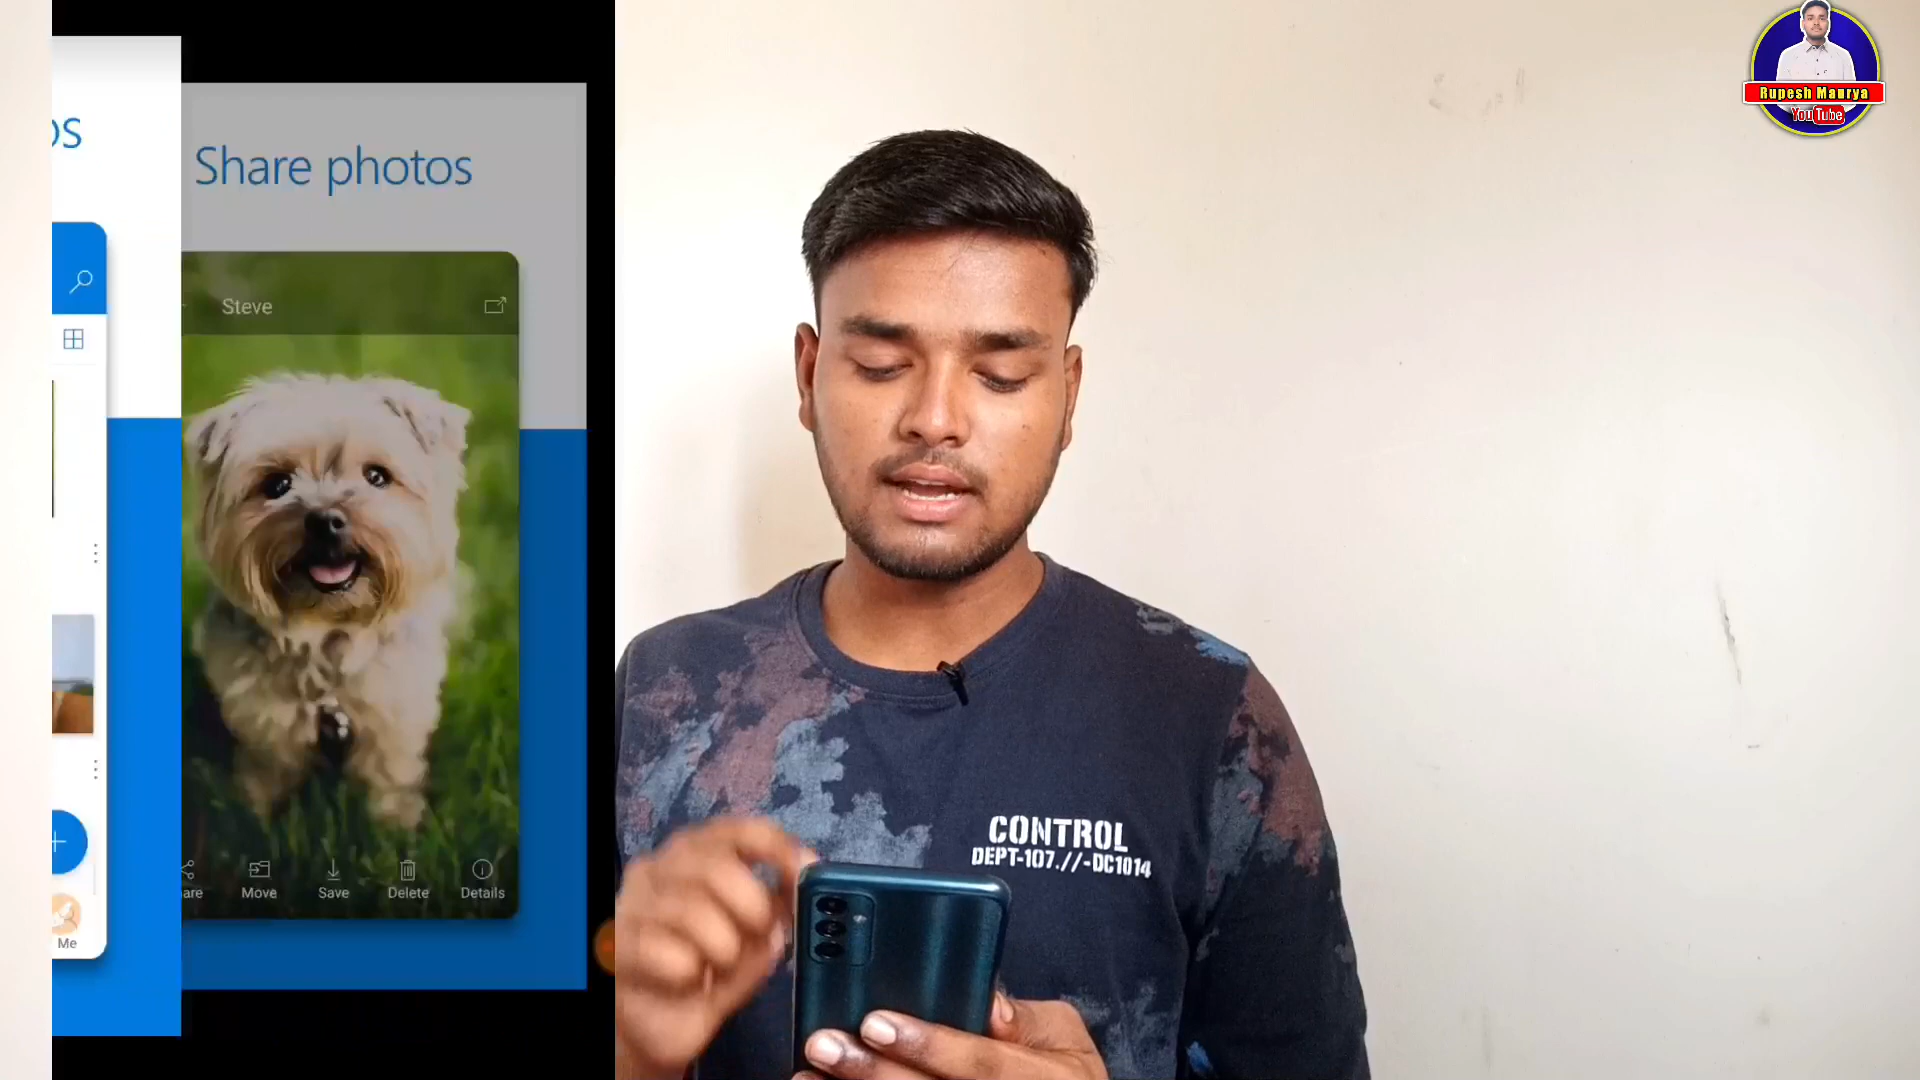 os
Share photos
Steve
are
Move
Save
Delete
Details
Me
CONTROL
DEPT-107.//-DC1014
Rupesh Maurya
YouTube